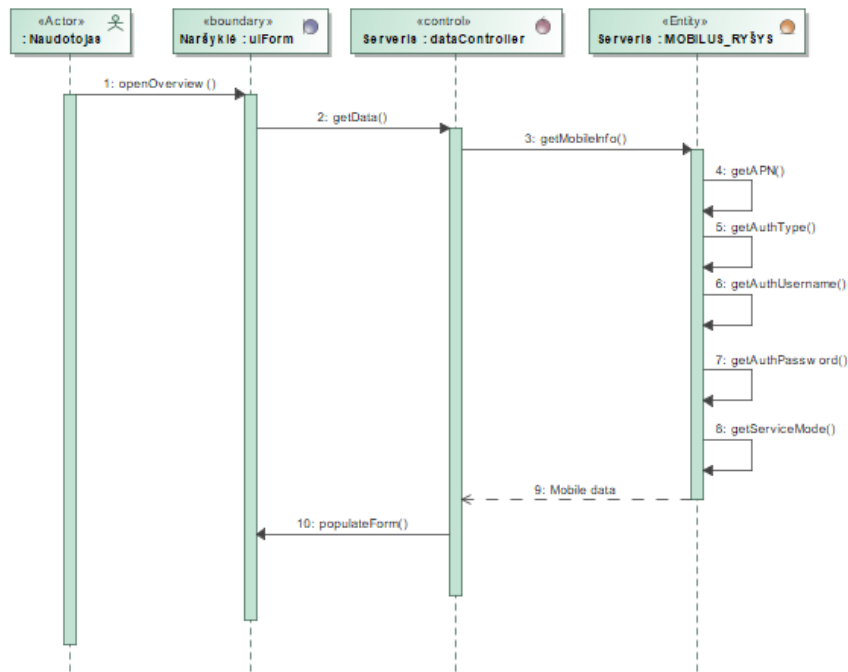 «Actor»
: Naudotojas
«boundary»
Naršyklė : uiForm
«control»
Serveris : dataController
«Entity»
Serveris : MOBILUS_RYŠYS
1: openOverview ()
2: getData()
3: getMobileInfo()
4: getAPN()
5: getAuthType()
6: getAuthUsername()
7: getAuthPassw ord()
8: getServiceMode()
9: Mobile data
10: populateForm()